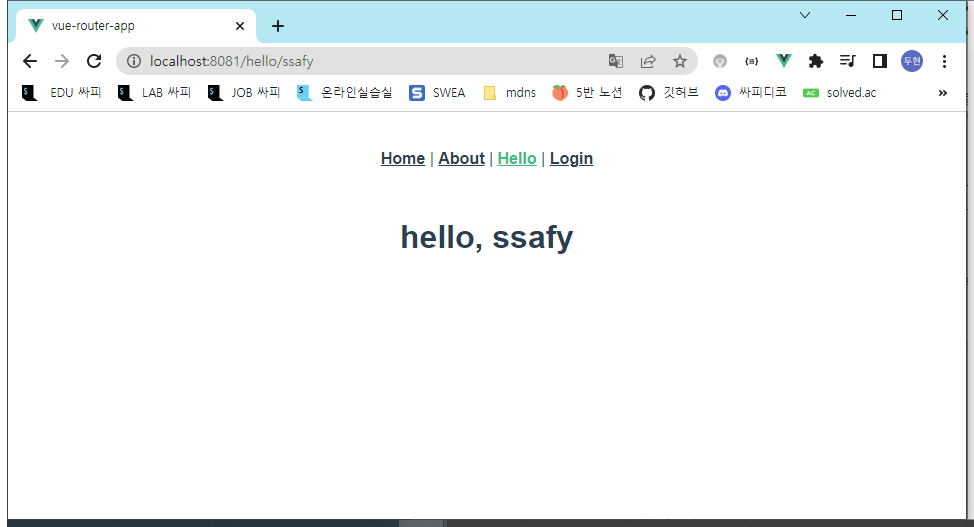 vue-router-app
localhost:8081/hello/ssafy
두현
EDU 싸피 LAB 싸피 JOB 싸피 온라인실습실 SWEA mdns 5반 노션 깃허브 싸피디코 solved.ac »
Home | About | Hello | Login
hello, ssafy